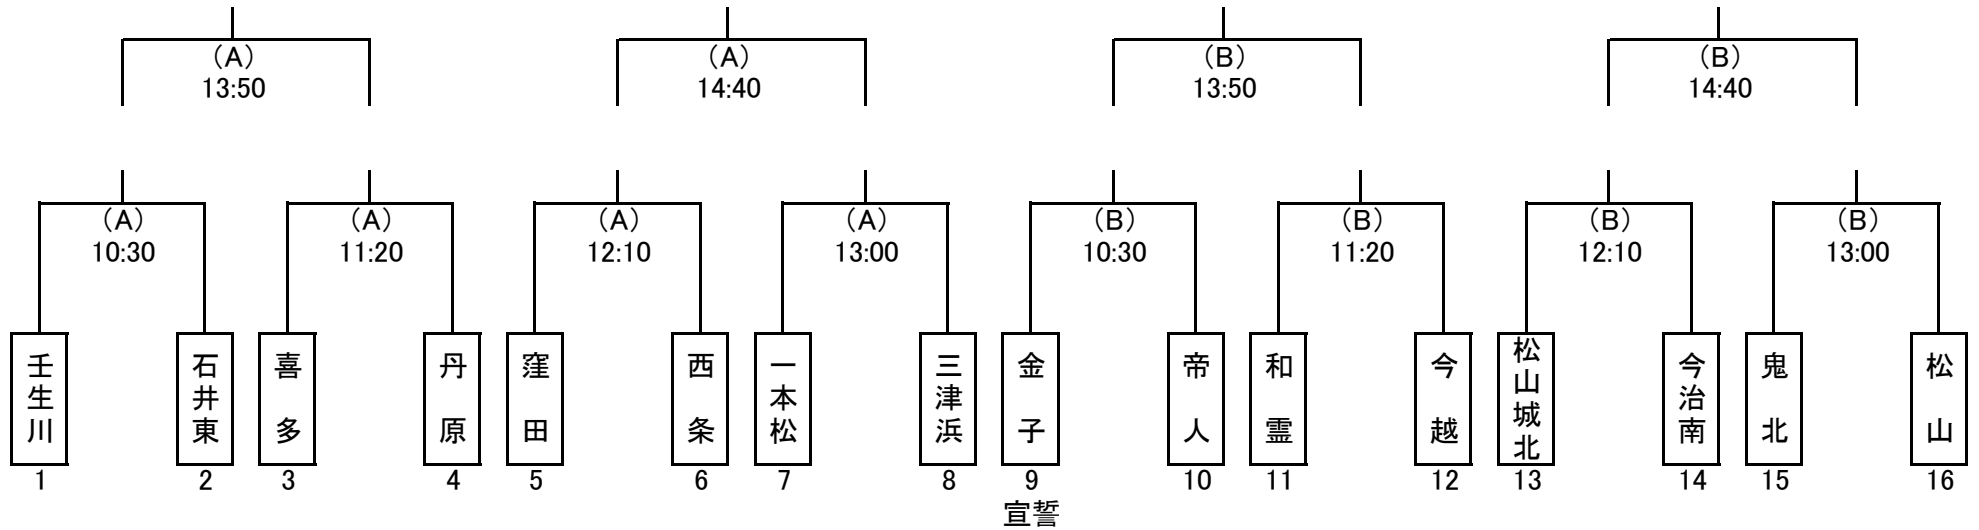 (A)
13:50
(A)
14:40
(B)
13:50
(B)
14:40
(A)
10:30
(A)
11:20
(A)
12:10
(A)
13:00
(B)
10:30
(B)
11:20
(B)
12:10
(B)
13:00
壬生川
石井東
喜多
丹原
窪田
西条
一本松
三津浜
金子
帝人
和霊
今越
松山城北
今治南
鬼北
松山
1
2
3
4
5
6
7
8
9
10
11
12
13
14
15
16
宣誓